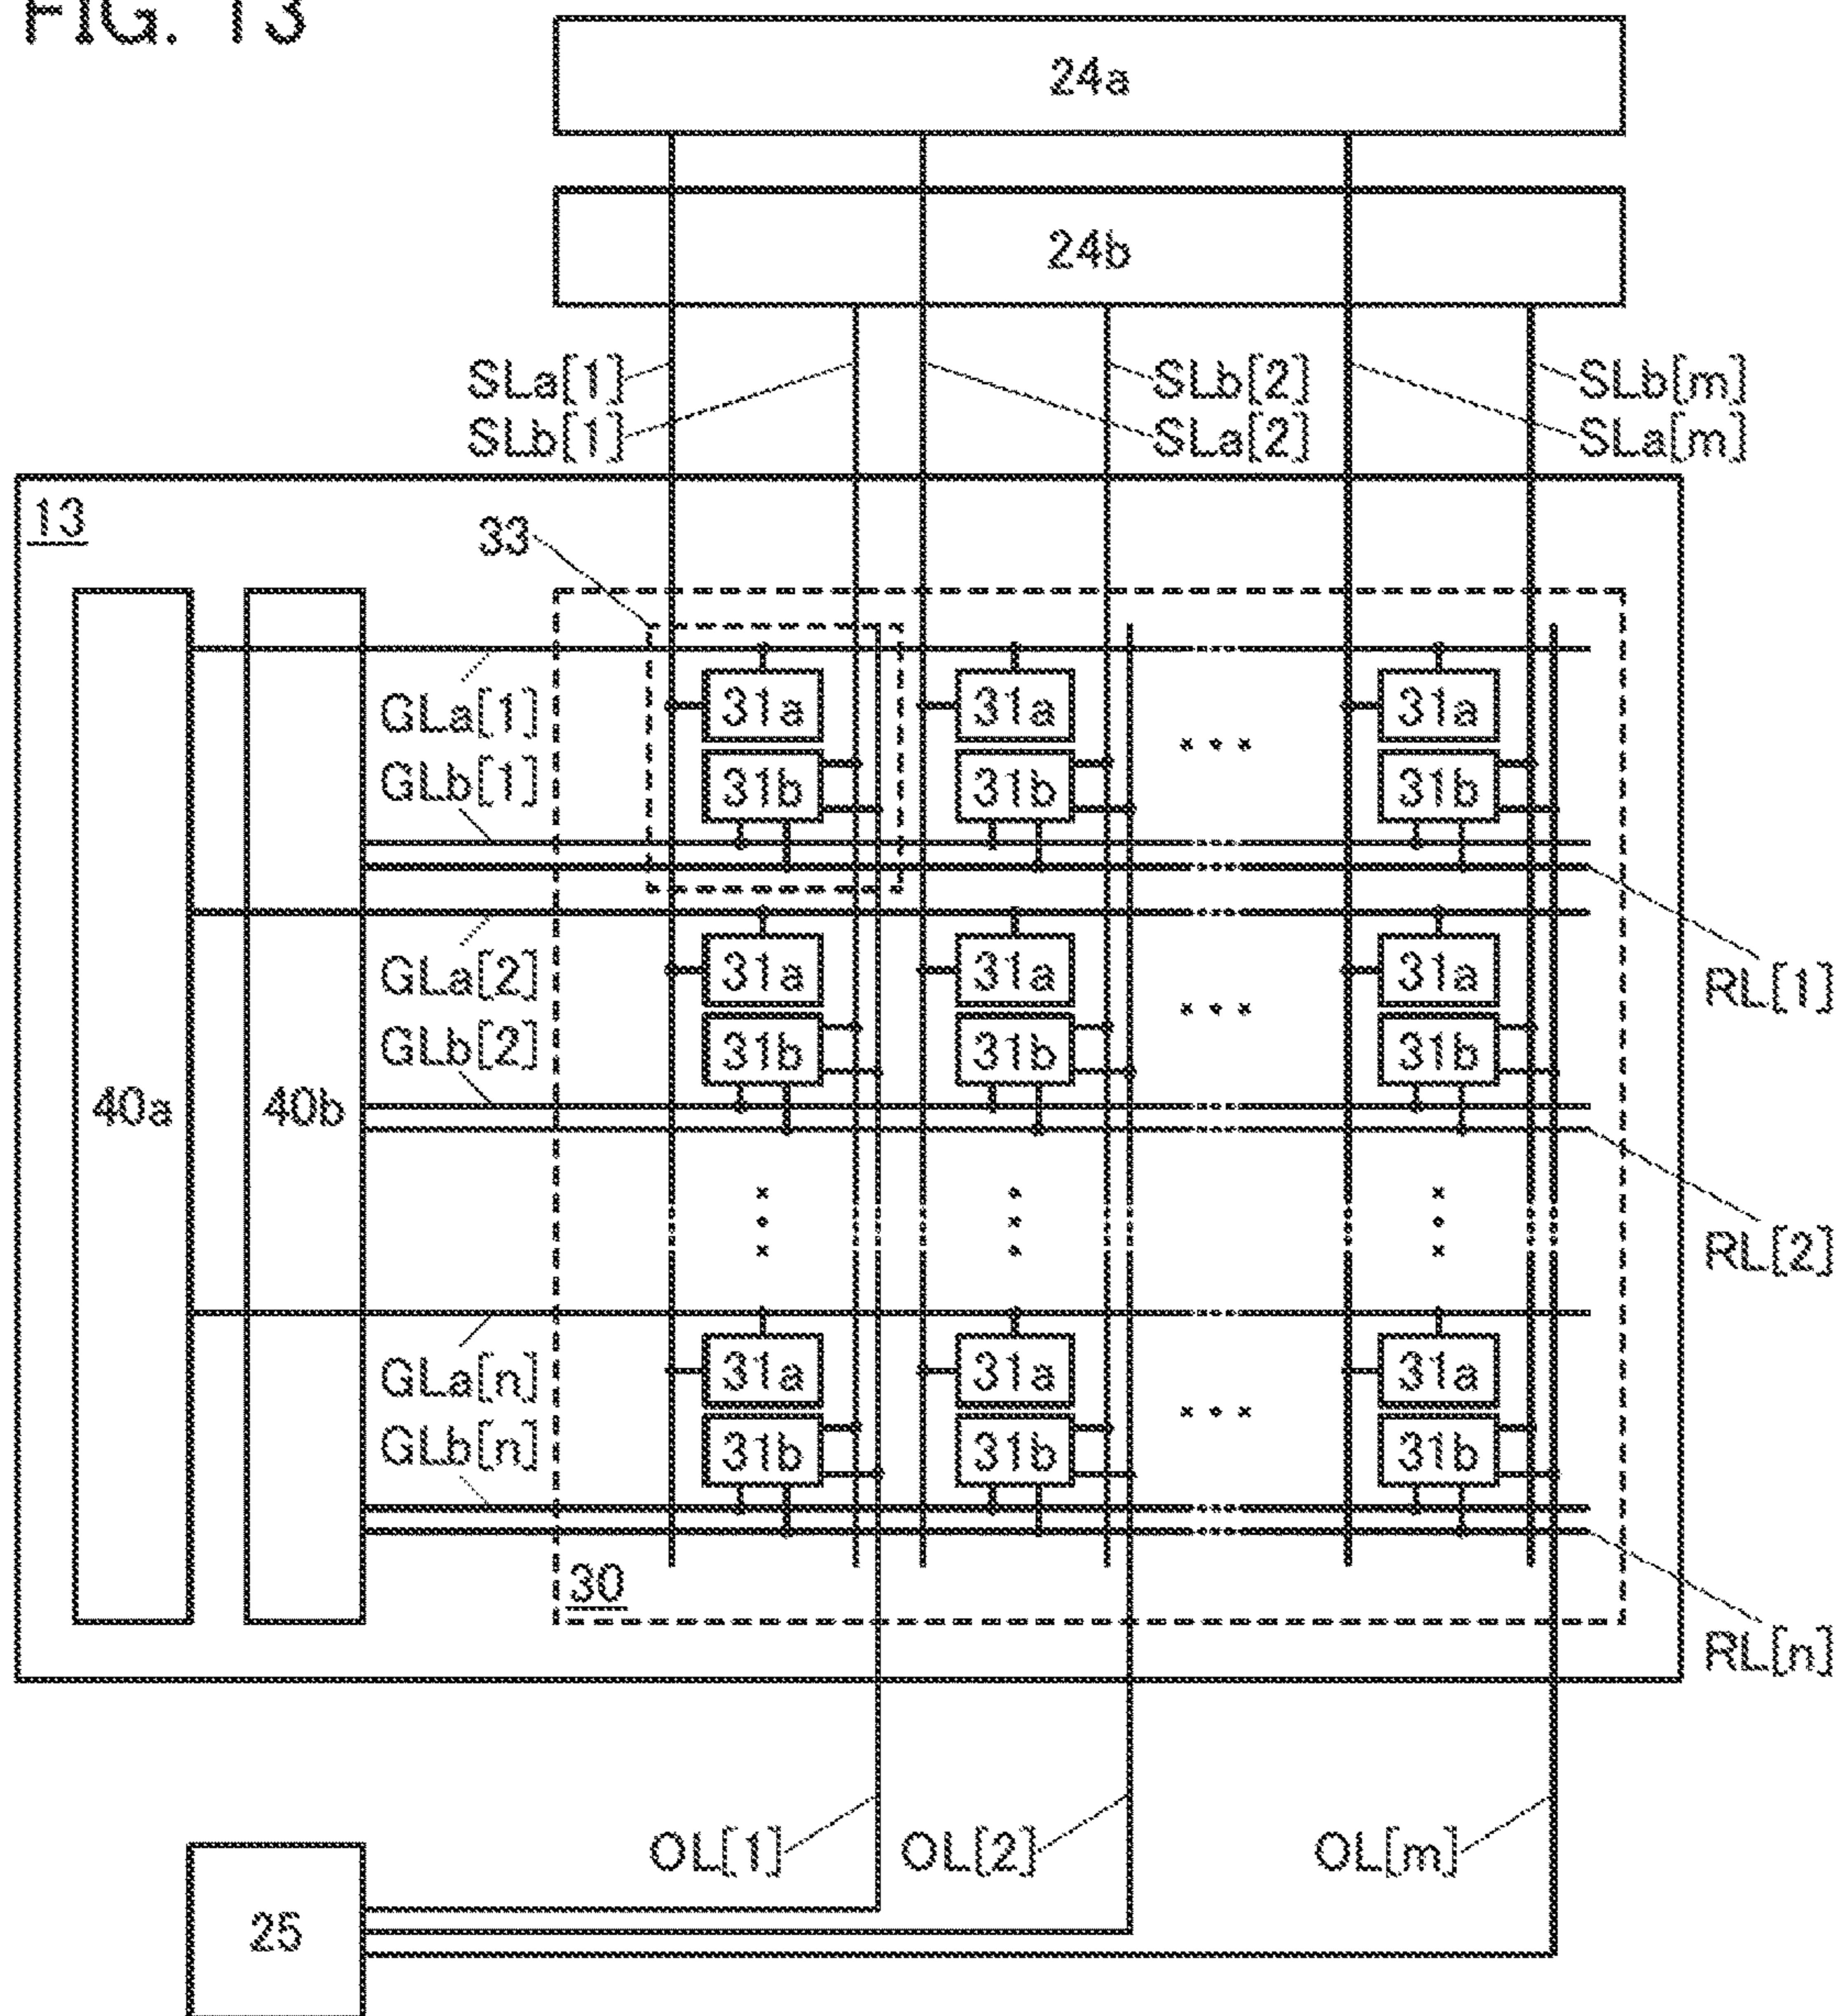 FIG. 13
24a
24b
SLa[1]
SLb[2]
SLb[m]
SLb[1]
SLa[2]
SLa[m]
13
33
31a 31a 31a
GLa[1]
31b 31b 31b
GLb[1]
31a 31a 31a
GLa[2]
RL[1]
31b 31b 31b
GLb[2]
40a 40b
RL[2]
31a 31a 31a
GLa[n]
31b 31b 31b
GLb[n]
30
RL[n]
OL[1] OL[2] OL[m]
25